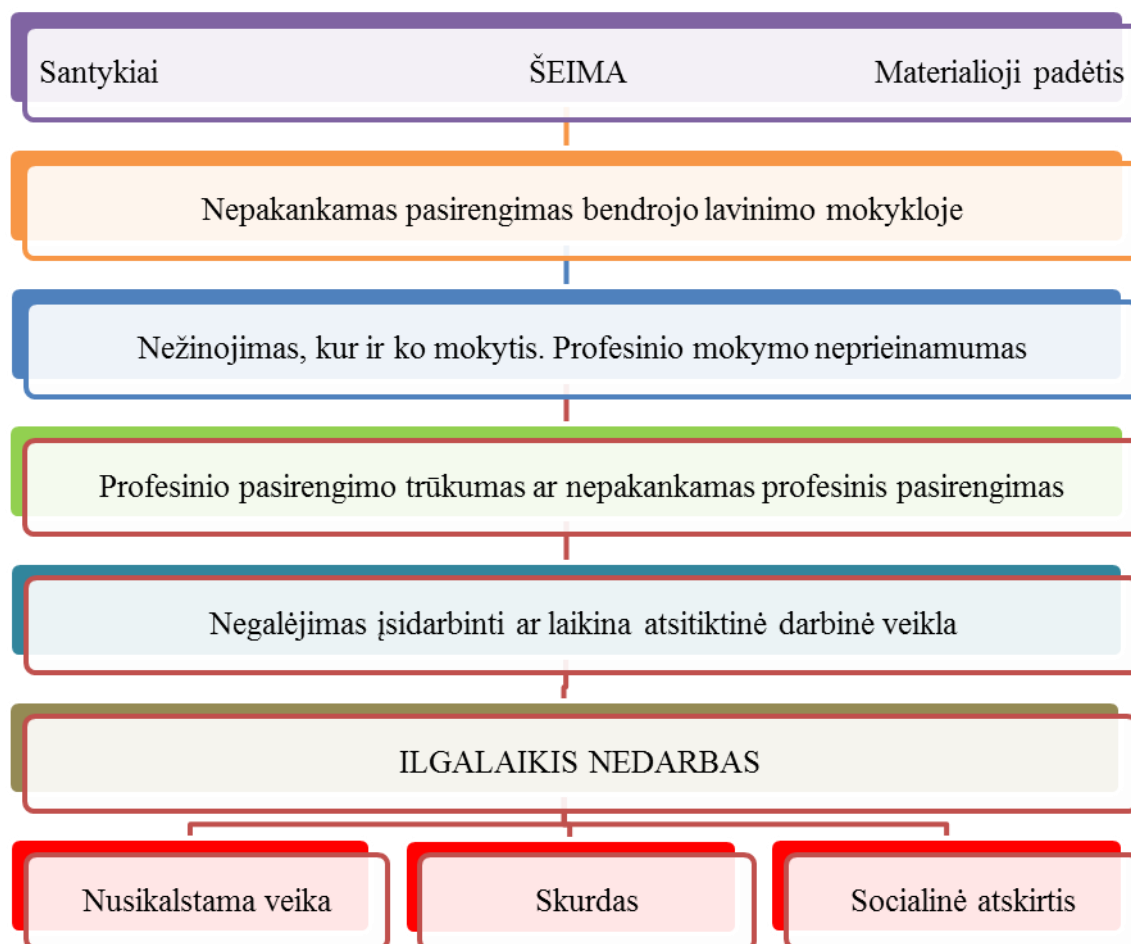 Santykiai ŠEIMA Materialioji padėtis
Nepakankamas pasirengimas bendrojo lavinimo mokykloje
Nežinojimas, kur ir ko mokytis. Profesinio mokymo neprieinamumas
Profesinio pasirengimo trūkumas ar nepakankamas profesinis pasirengimas
Negalėjimas įsidarbinti ar laikina atsitiktinė darbinė veikla
ILGALAIKIS NEDARBAS
Nusikalstama veika Skurdas Socialinė atskirtis